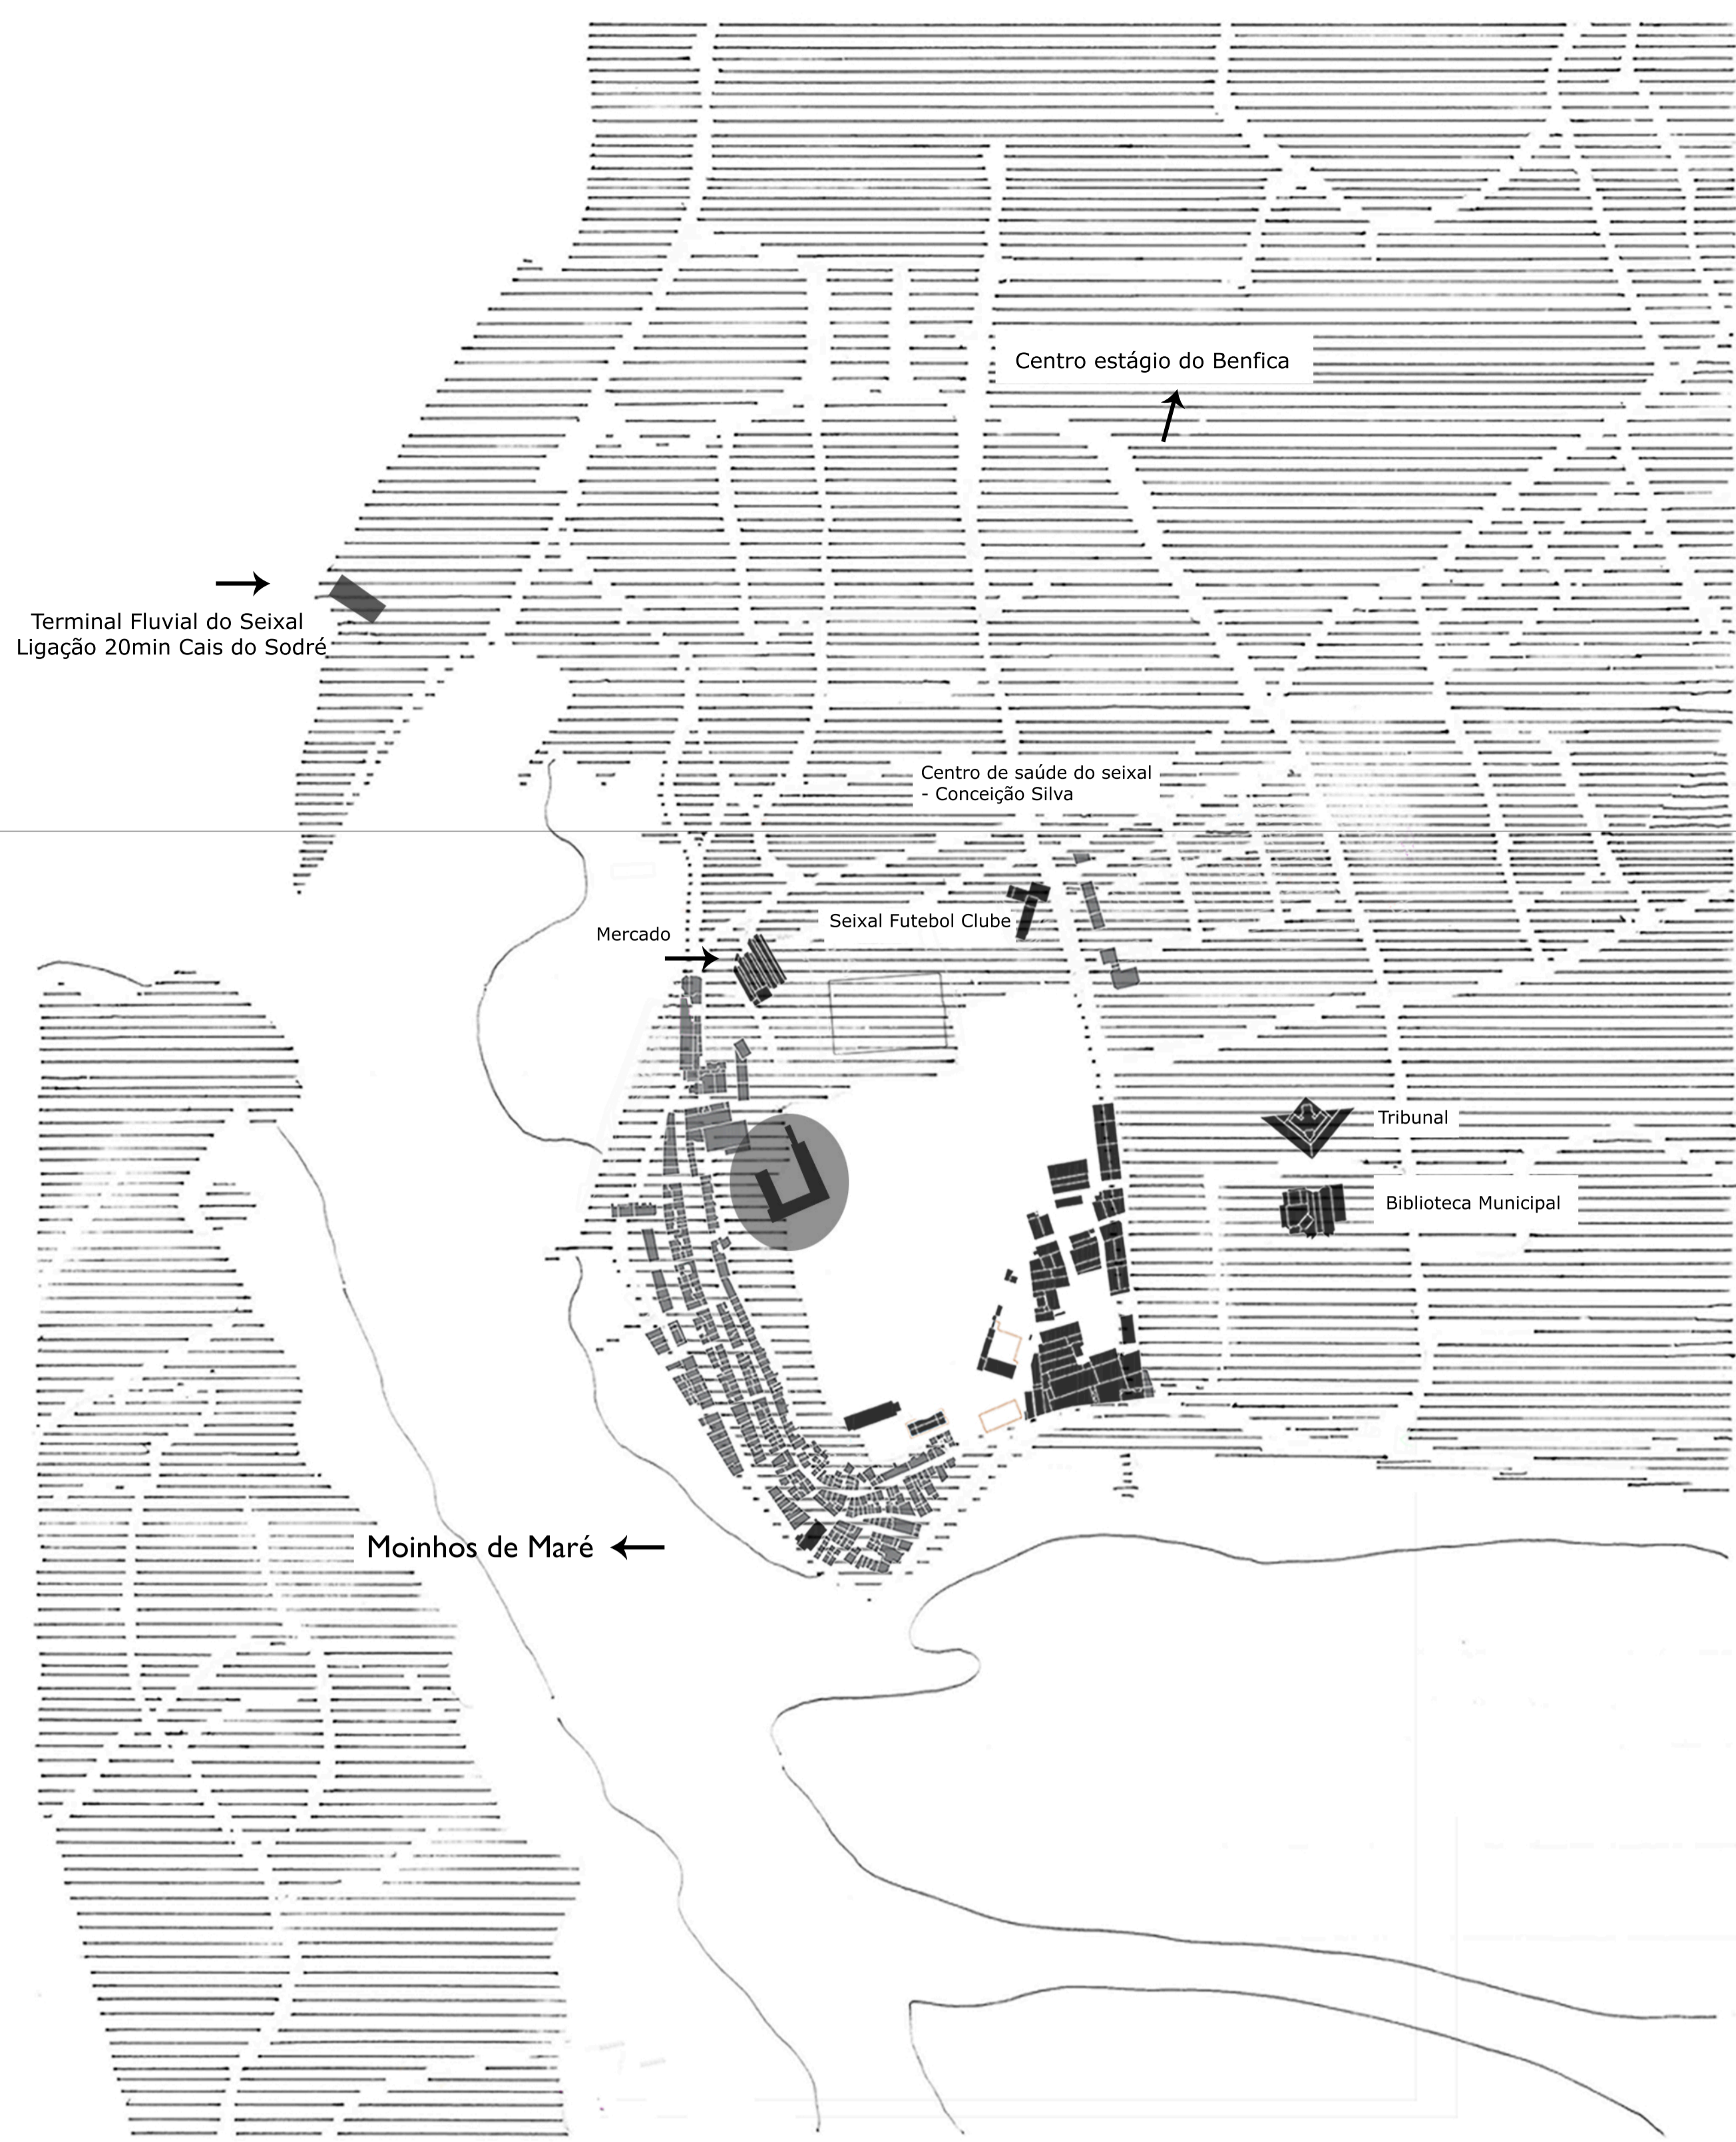 Centro estágio do Benfica
Terminal Fluvial do Seixal
Ligação 20min Cais do Sodré
Centro de saúde do seixal
- Conceição Silva
Seixal Futebol Clube
Mercado
Tribunal
Biblioteca Municipal
Moinhos de Maré